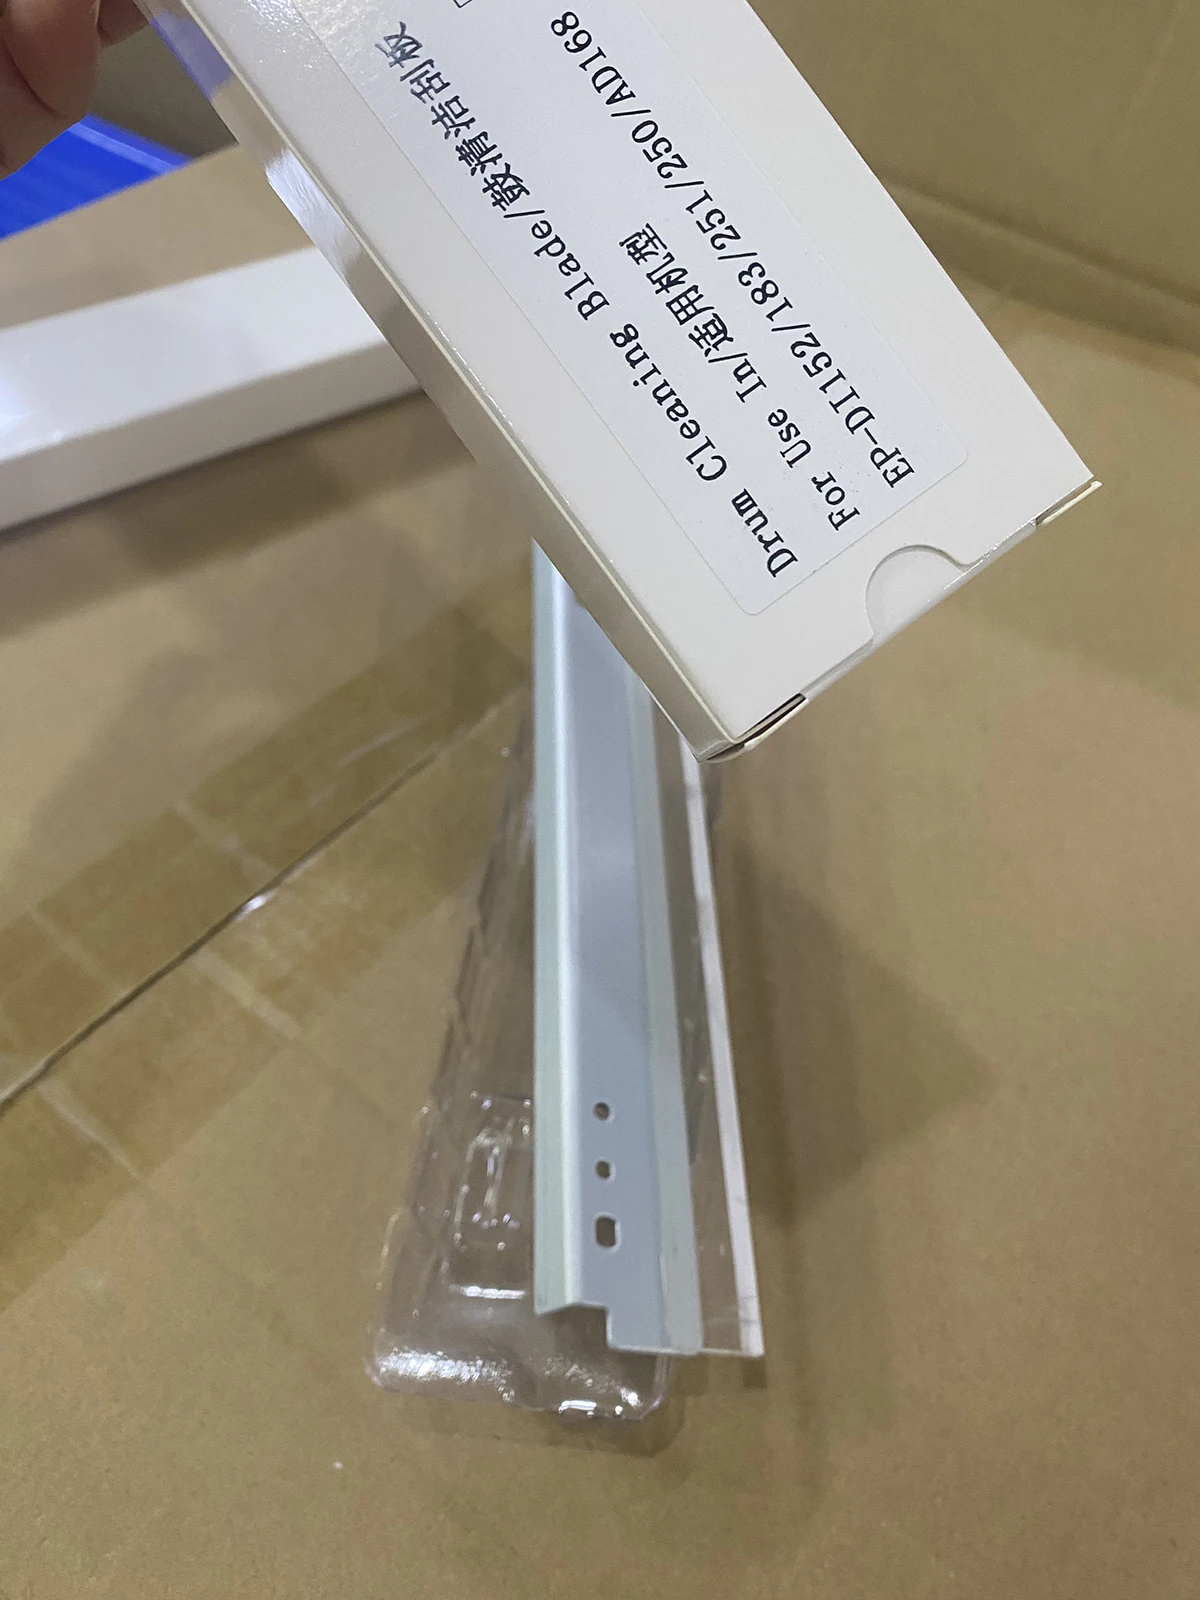 Drum Cleaning Blade/鼓清洁刮板
For Use In/适用机型
EP-DI152/183/251/250/AD168